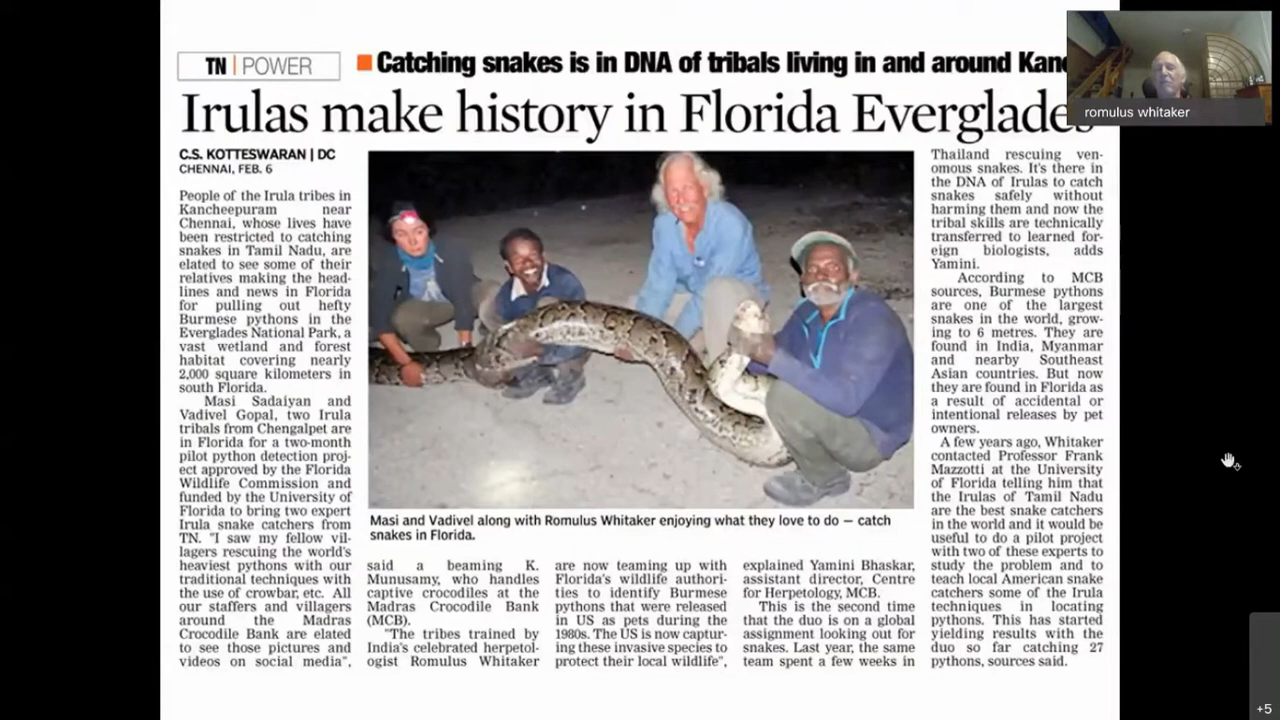 TN | POWER
Catching snakes is in DNA of tribals living in and around
romulus whitaker
Irulas make history in Florida Everglades
C.S. KOTTESWARAN | DC
CHENNAI, FEB. 6
People of the Irula tribes in
Kancheepuram near
Chennai, whose lives have
been restricted to catching
snakes in Tamil Nadu, are
elated to see some of their
relatives making the head-
lines and news in Florida
for pulling out hefty
Burmese pythons in the
Everglades National Park, a
vast wetland and forest
habitat covering nearly
2,000 square kilometers in
south Florida.
Masi Sadaiyan and
Vadivel Gopal, two Irula
tribals from Chengalpet are
in Florida for a two-month
pilot python detection proj-
ect approved by the Florida
Wildlife Commission and
funded by the University of
Florida to bring two expert
Irula snake catchers from
TN. "I saw my fellow vil-
lagers rescuing the world's
heaviest pythons with our
traditional techniques with
the use of crowbar, etc. All
our staffers and villagers
around the Madras
Crocodile Bank are elated
to see those pictures and
videos on social media",
Masi and Vadivel along with Romulus Whitaker enjoying what they love to do — catch
snakes in Florida.
said a beaming K.
Munusamy, who handles
captive crocodiles at the
Madras Crocodile Bank
(MCB).
"The tribes trained by
India's celebrated herpetol-
ogist Romulus Whitaker
are now teaming up with
Florida's wildlife authori-
ties to identify Burmese
pythons that were released
in US as pets during the
1980s. The US is now captur-
ing these invasive species to
protect their local wildlife",
explained Yamini Bhaskar,
assistant director, Centre
for Herpetology, MCB.
This is the second time
that the duo is on a global
assignment looking out for
snakes. Last year, the same
team spent a few weeks in
Thailand rescuing ven-
omous snakes. It's there in
the DNA of Irulas to catch
snakes safely without
harming them and now the
tribal skills are technically
transferred to learned for-
eign biologists, adds
Yamini.
According to MCB
sources, Burmese pythons
are one of the largest
snakes in the world, grow-
ing to 6 metres. They are
found in India, Myanmar
and nearby Southeast
Asian countries. But now
they are found in Florida as
a result of accidental or
intentional releases by pet
owners.
A few years ago, Whitaker
contacted Professor Frank
Mazzotti at the University
of Florida telling him that
the Irulas of Tamil Nadu
are the best snake catchers
in the world and it would be
useful to do a pilot project
with two of these experts to
study the problem and to
teach local American snake
catchers some of the Irula
techniques in locating
pythons. This has started
yielding results with the
duo so far catching 27
pythons, sources said.
+5